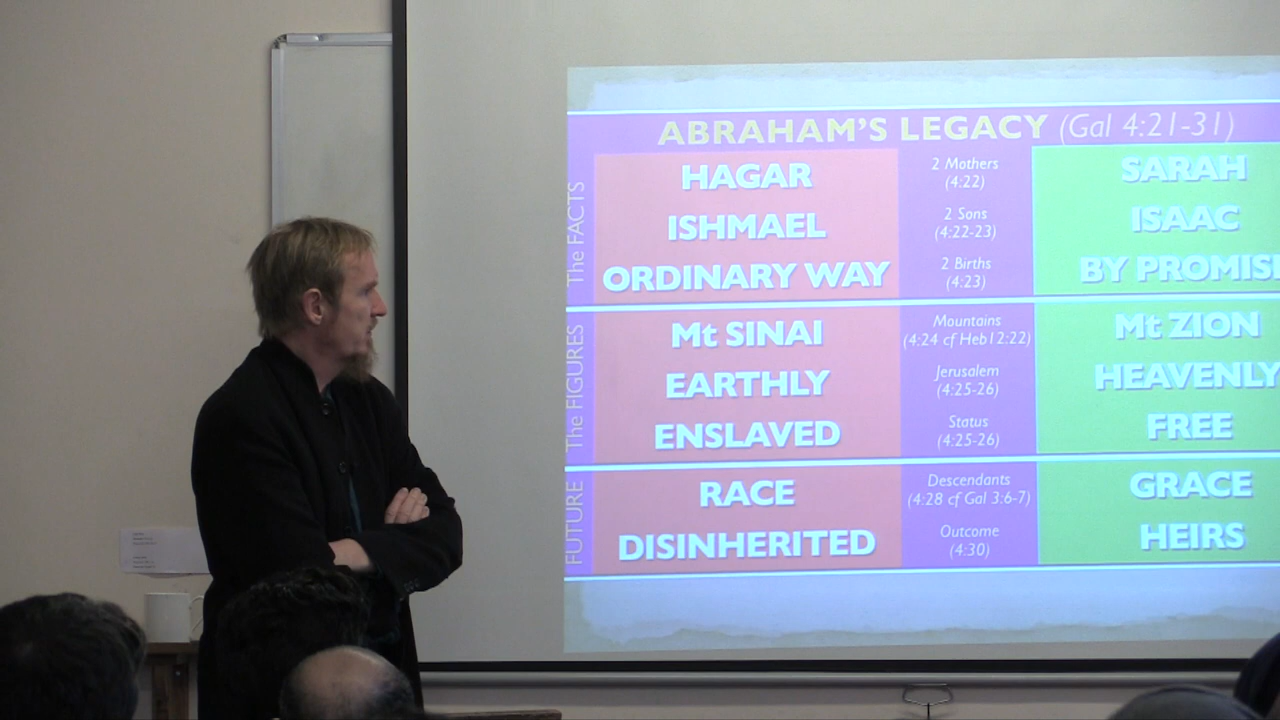 ABRAHAM'S LEGACY (Gal 4:21-31)
The FACTS
HAGAR
2 Mothers
(4:22)
SARAH
ISHMAEL
2 Sons
(4:22-23)
ISAAC
ORDINARY WAY
2 Births
(4:23)
BY PROMIS
The FIGURES
Mt SINAI
Mountains
(4:24 cf Heb12:22)
Mt ZION
EARTHLY
Jerusalem
(4:25-26)
HEAVENLY
ENSLAVED
Status
(4:25-26)
FREE
FUTURE
RACE
Descendants
(4:28 cf Gal 3:6-7)
GRACE
DISINHERITED
Outcome
(4:30)
HEIRS